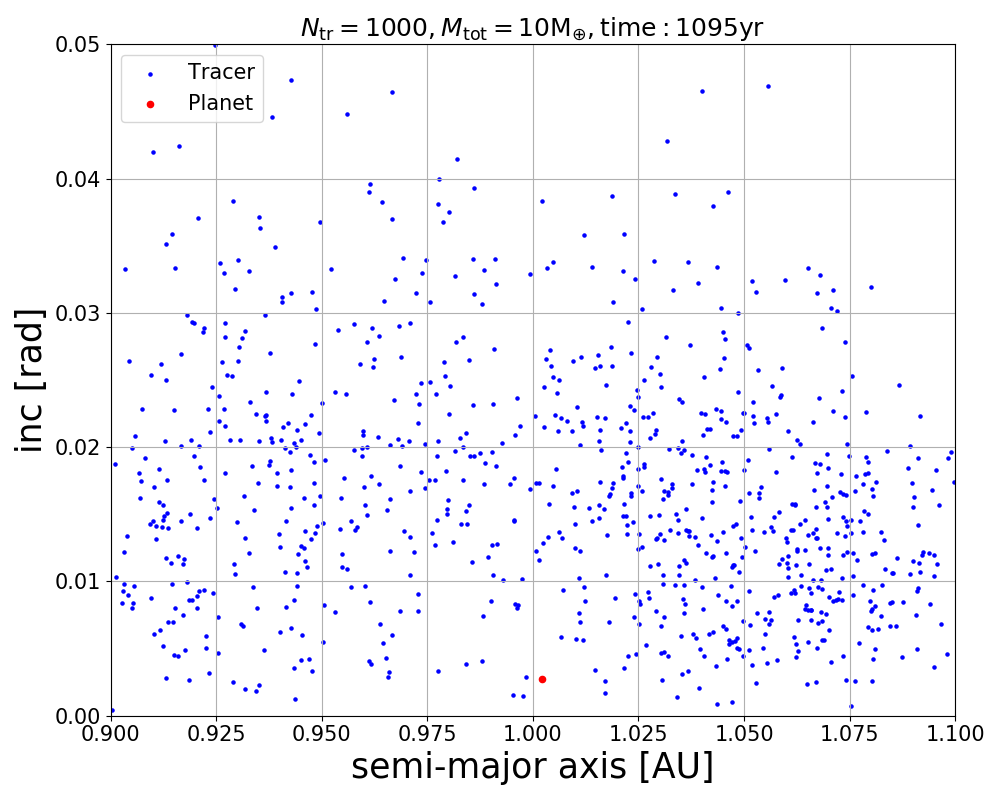 N_tr = 1000, M_tot = 10M_⊕, time : 1095yr
Tracer
Planet
0.05
0.04
0.03
0.02
0.01
0.00
inc [rad]
0.900 0.925 0.950 0.975 1.000 1.025 1.050 1.075 1.100
semi-major axis [AU]